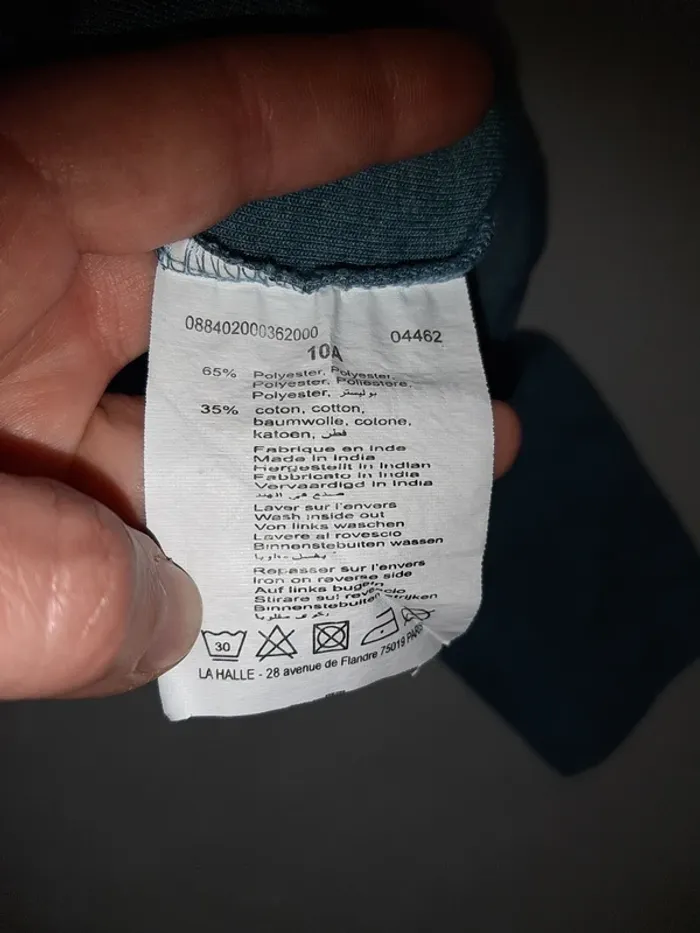 088402000362000 04462
10A
65% Polyester, Polyester,
Polyester, Poliestere,
Polyester, بوليستر
35% coton, cotton,
baumwolle, cotone,
katoen, قطن
Fabrique en Inde
Made in India
Hergestellt in Indian
Fabbricato in India
Vervaardigd in India
صنع في الهند
Laver sur l'envers
Wash inside out
Von links waschen
Lavere al rovescio
Binnenstebuiten wassen
Repasser sur l'envers
Iron on reverse side
Auf links bugeln
Stirare sul rovescio
Binnenstebuiten strijken
30
LA HALLE - 28 avenue de Flandre 75019 PARIS